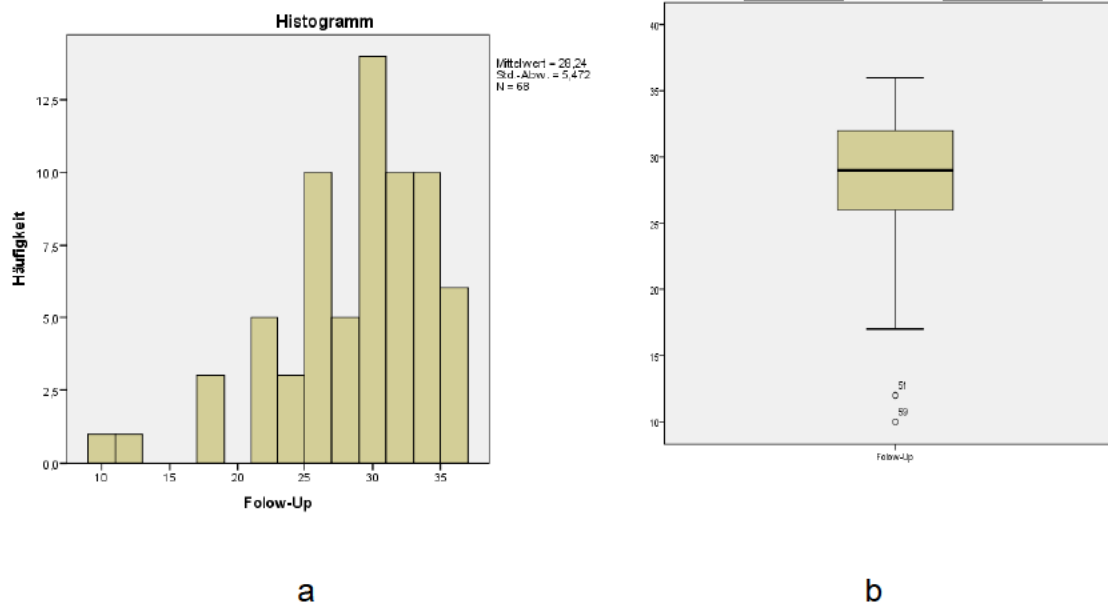 Histogramm
Mittelwert = 28,24
Std.-Abw. = 5,472
N = 68
Häufigkeit
12,5
10,0
7,5
5,0
2,5
0,0
10 15 20 25 30 35
Folow-Up
a
40
35
30
25
20
15
10
51
59
Folow-Up
b